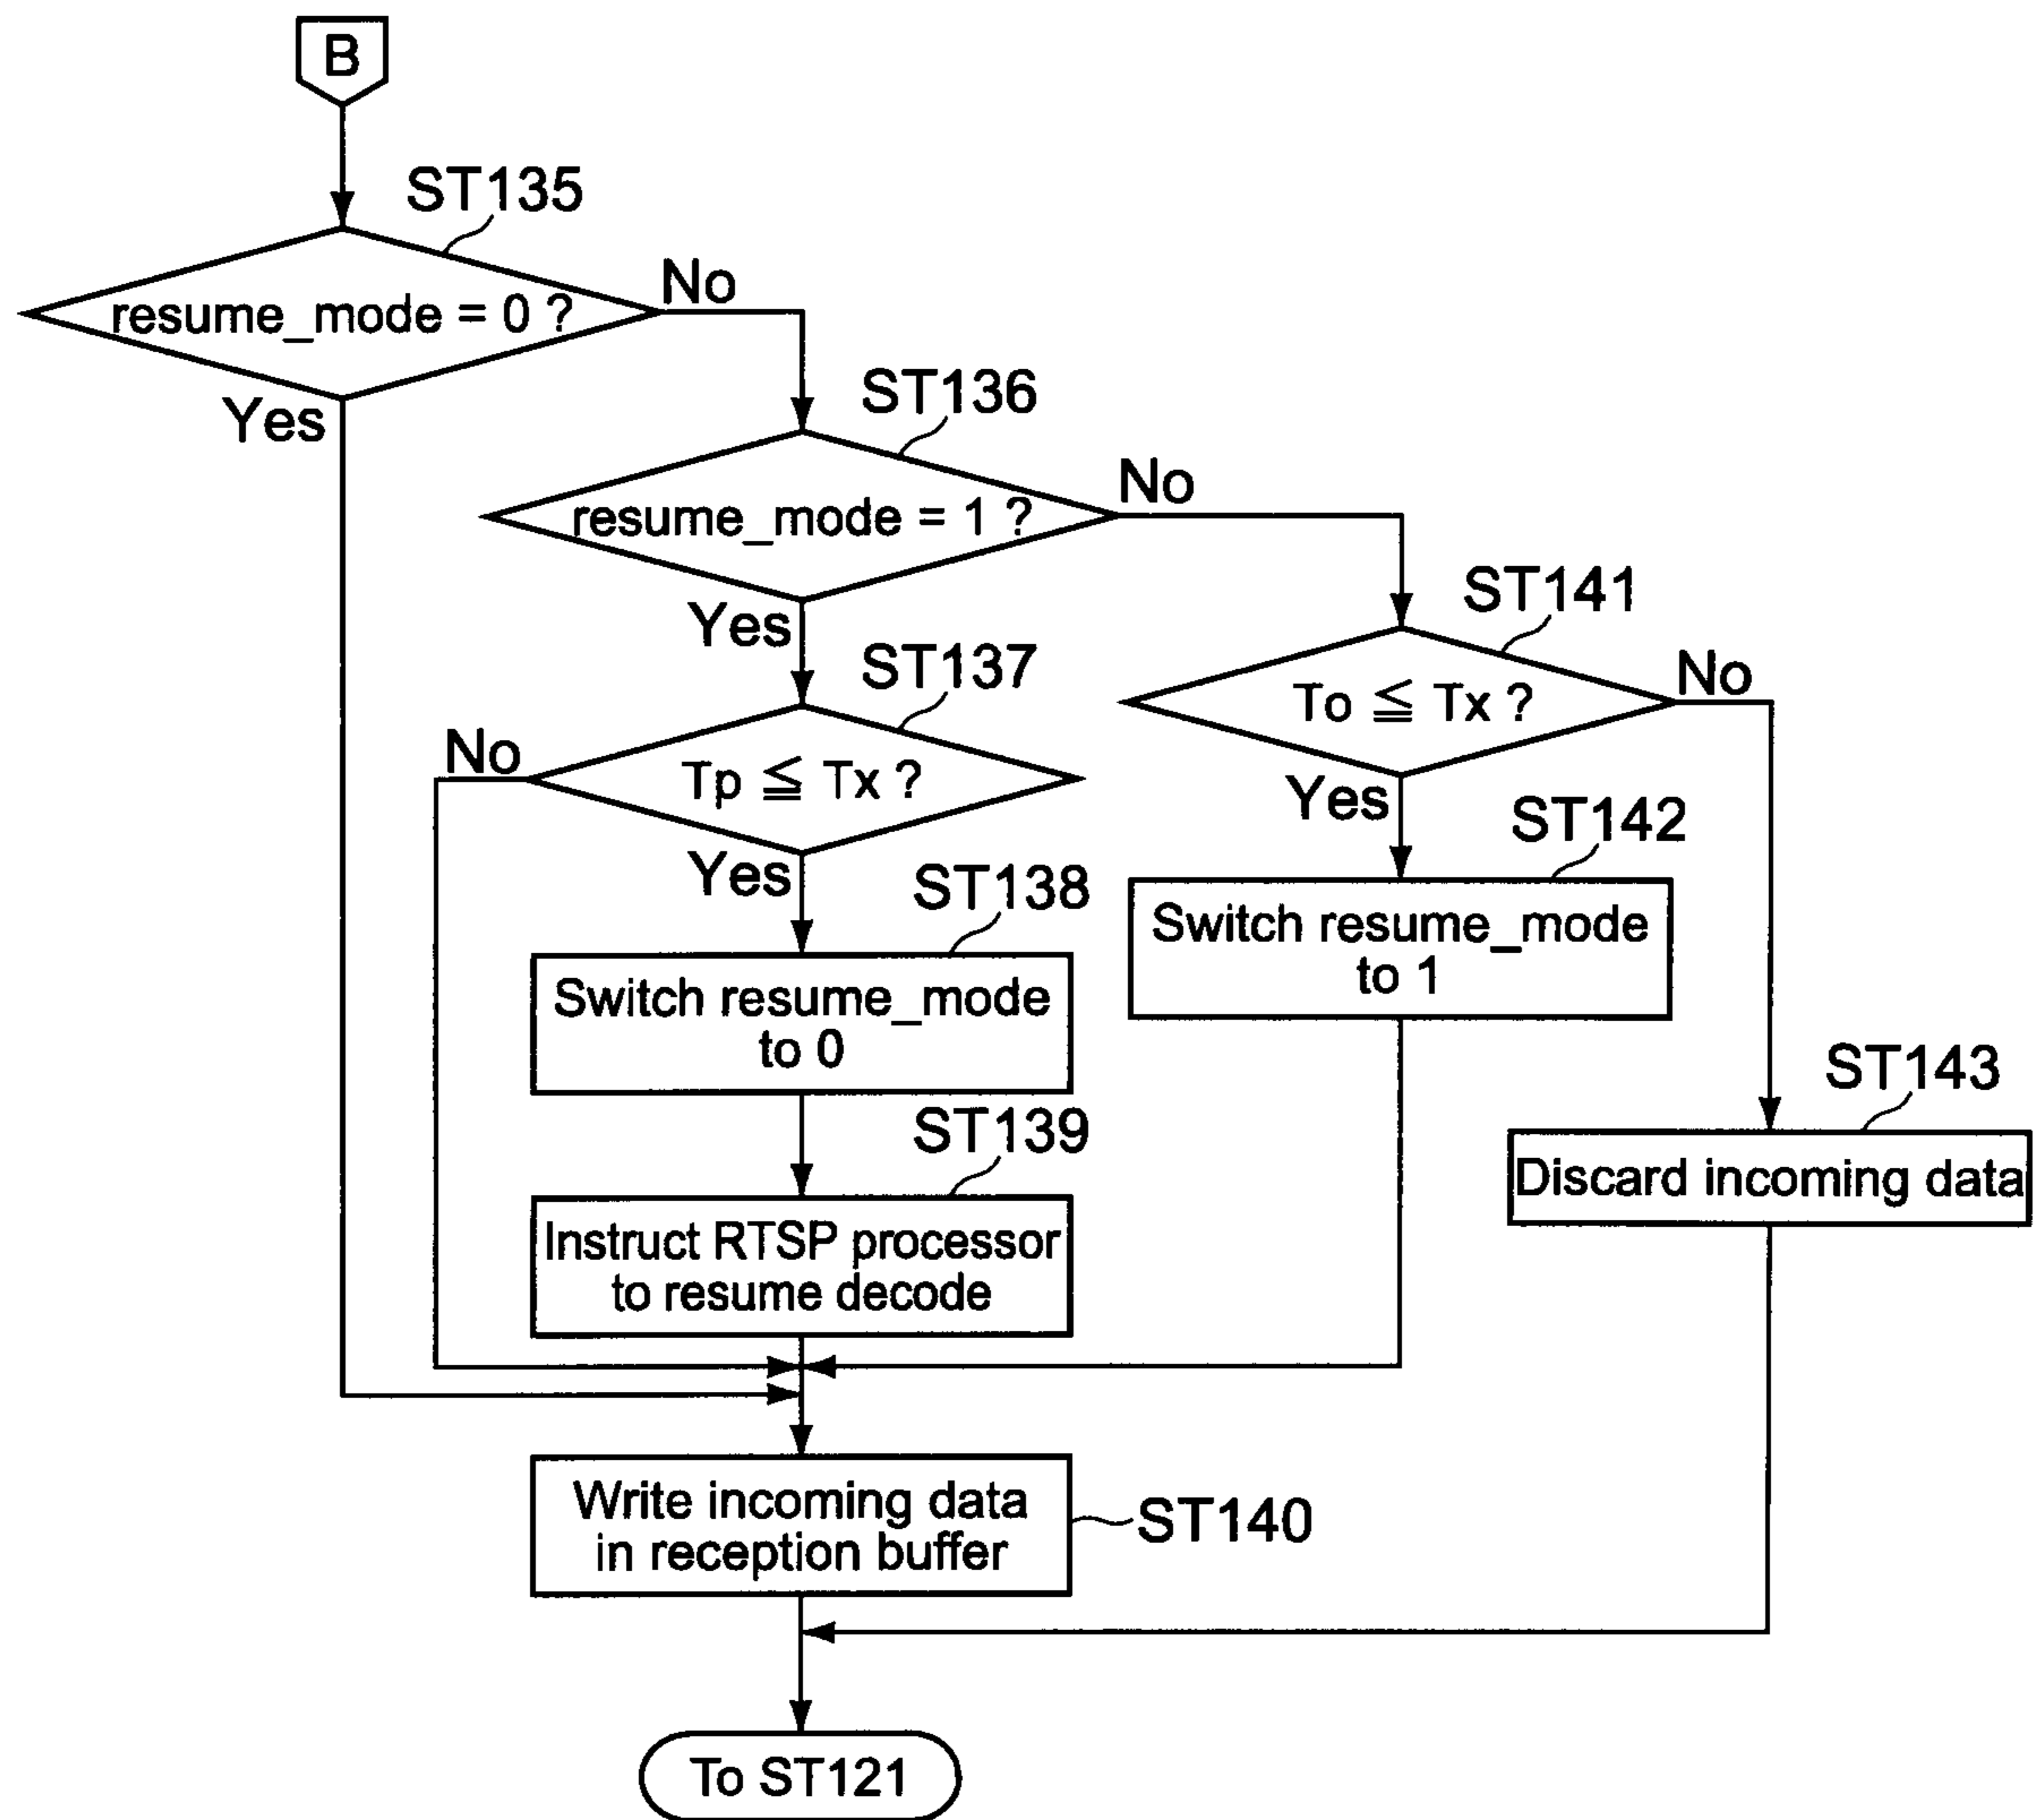 B
ST135
resume_mode = 0 ?
No
Yes
ST136
resume_mode = 1 ?
No
Yes
ST137
Tp ≦ Tx ?
No
Yes
ST138
Switch resume_mode
to 0
ST139
Instruct RTSP processor
to resume decode
ST141
To ≦ Tx ?
No
Yes
ST142
Switch resume_mode
to 1
ST143
Discard incoming data
Write incoming data
in reception buffer
ST140
To ST121